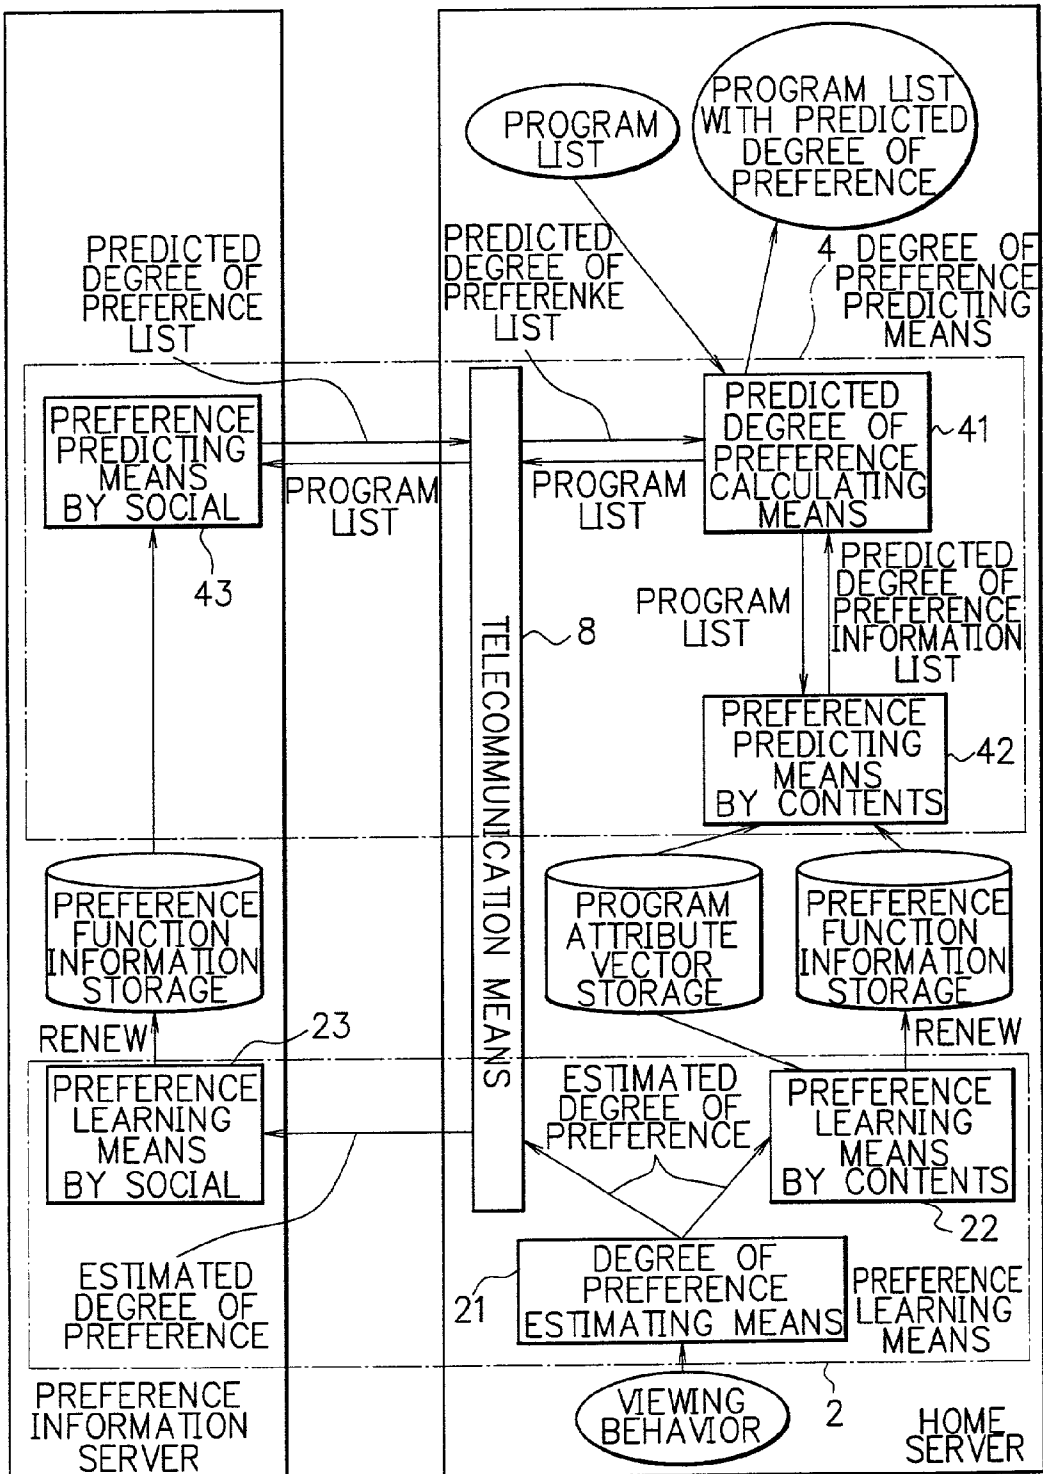 PROGRAM
LIST
PROGRAM LIST
WITH PREDICTED
DEGREE OF
PREFERENCE
PREDICTED
DEGREE OF
PREFERENCE
LIST
PREDICTED
DEGREE OF
PREFERENKE
LIST
4
DEGREE OF
PREFERENCE
PREDICTING
MEANS
PREFERENCE
PREDICTING
MEANS
BY SOCIAL
43
PROGRAM
LIST
PROGRAM
LIST
PREDICTED
DEGREE OF
PREFERENCE
CALCULATING
MEANS
41
PROGRAM
LIST
PREDICTED
DEGREE OF
PREFERENCE
INFORMATION
LIST
TELECOMMUNICATION MEANS
8
PREFERENCE
PREDICTING
MEANS
BY CONTENTS
42
PREFERENCE
FUNCTION
INFORMATION
STORAGE
PROGRAM
ATTRIBUTE
VECTOR
STORAGE
PREFERENCE
FUNCTION
INFORMATION
STORAGE
RENEW
23
RENEW
PREFERENCE
LEARNING
MEANS
BY SOCIAL
ESTIMATED
DEGREE OF
PREFERENCE
PREFERENCE
LEARNING
MEANS
BY CONTENTS
22
ESTIMATED
DEGREE OF
PREFERENCE
21
DEGREE OF
PREFERENCE
ESTIMATING MEANS
PREFERENCE
LEARNING
MEANS
2
VIEWING
BEHAVIOR
PREFERENCE
INFORMATION
SERVER
HOME
SERVER